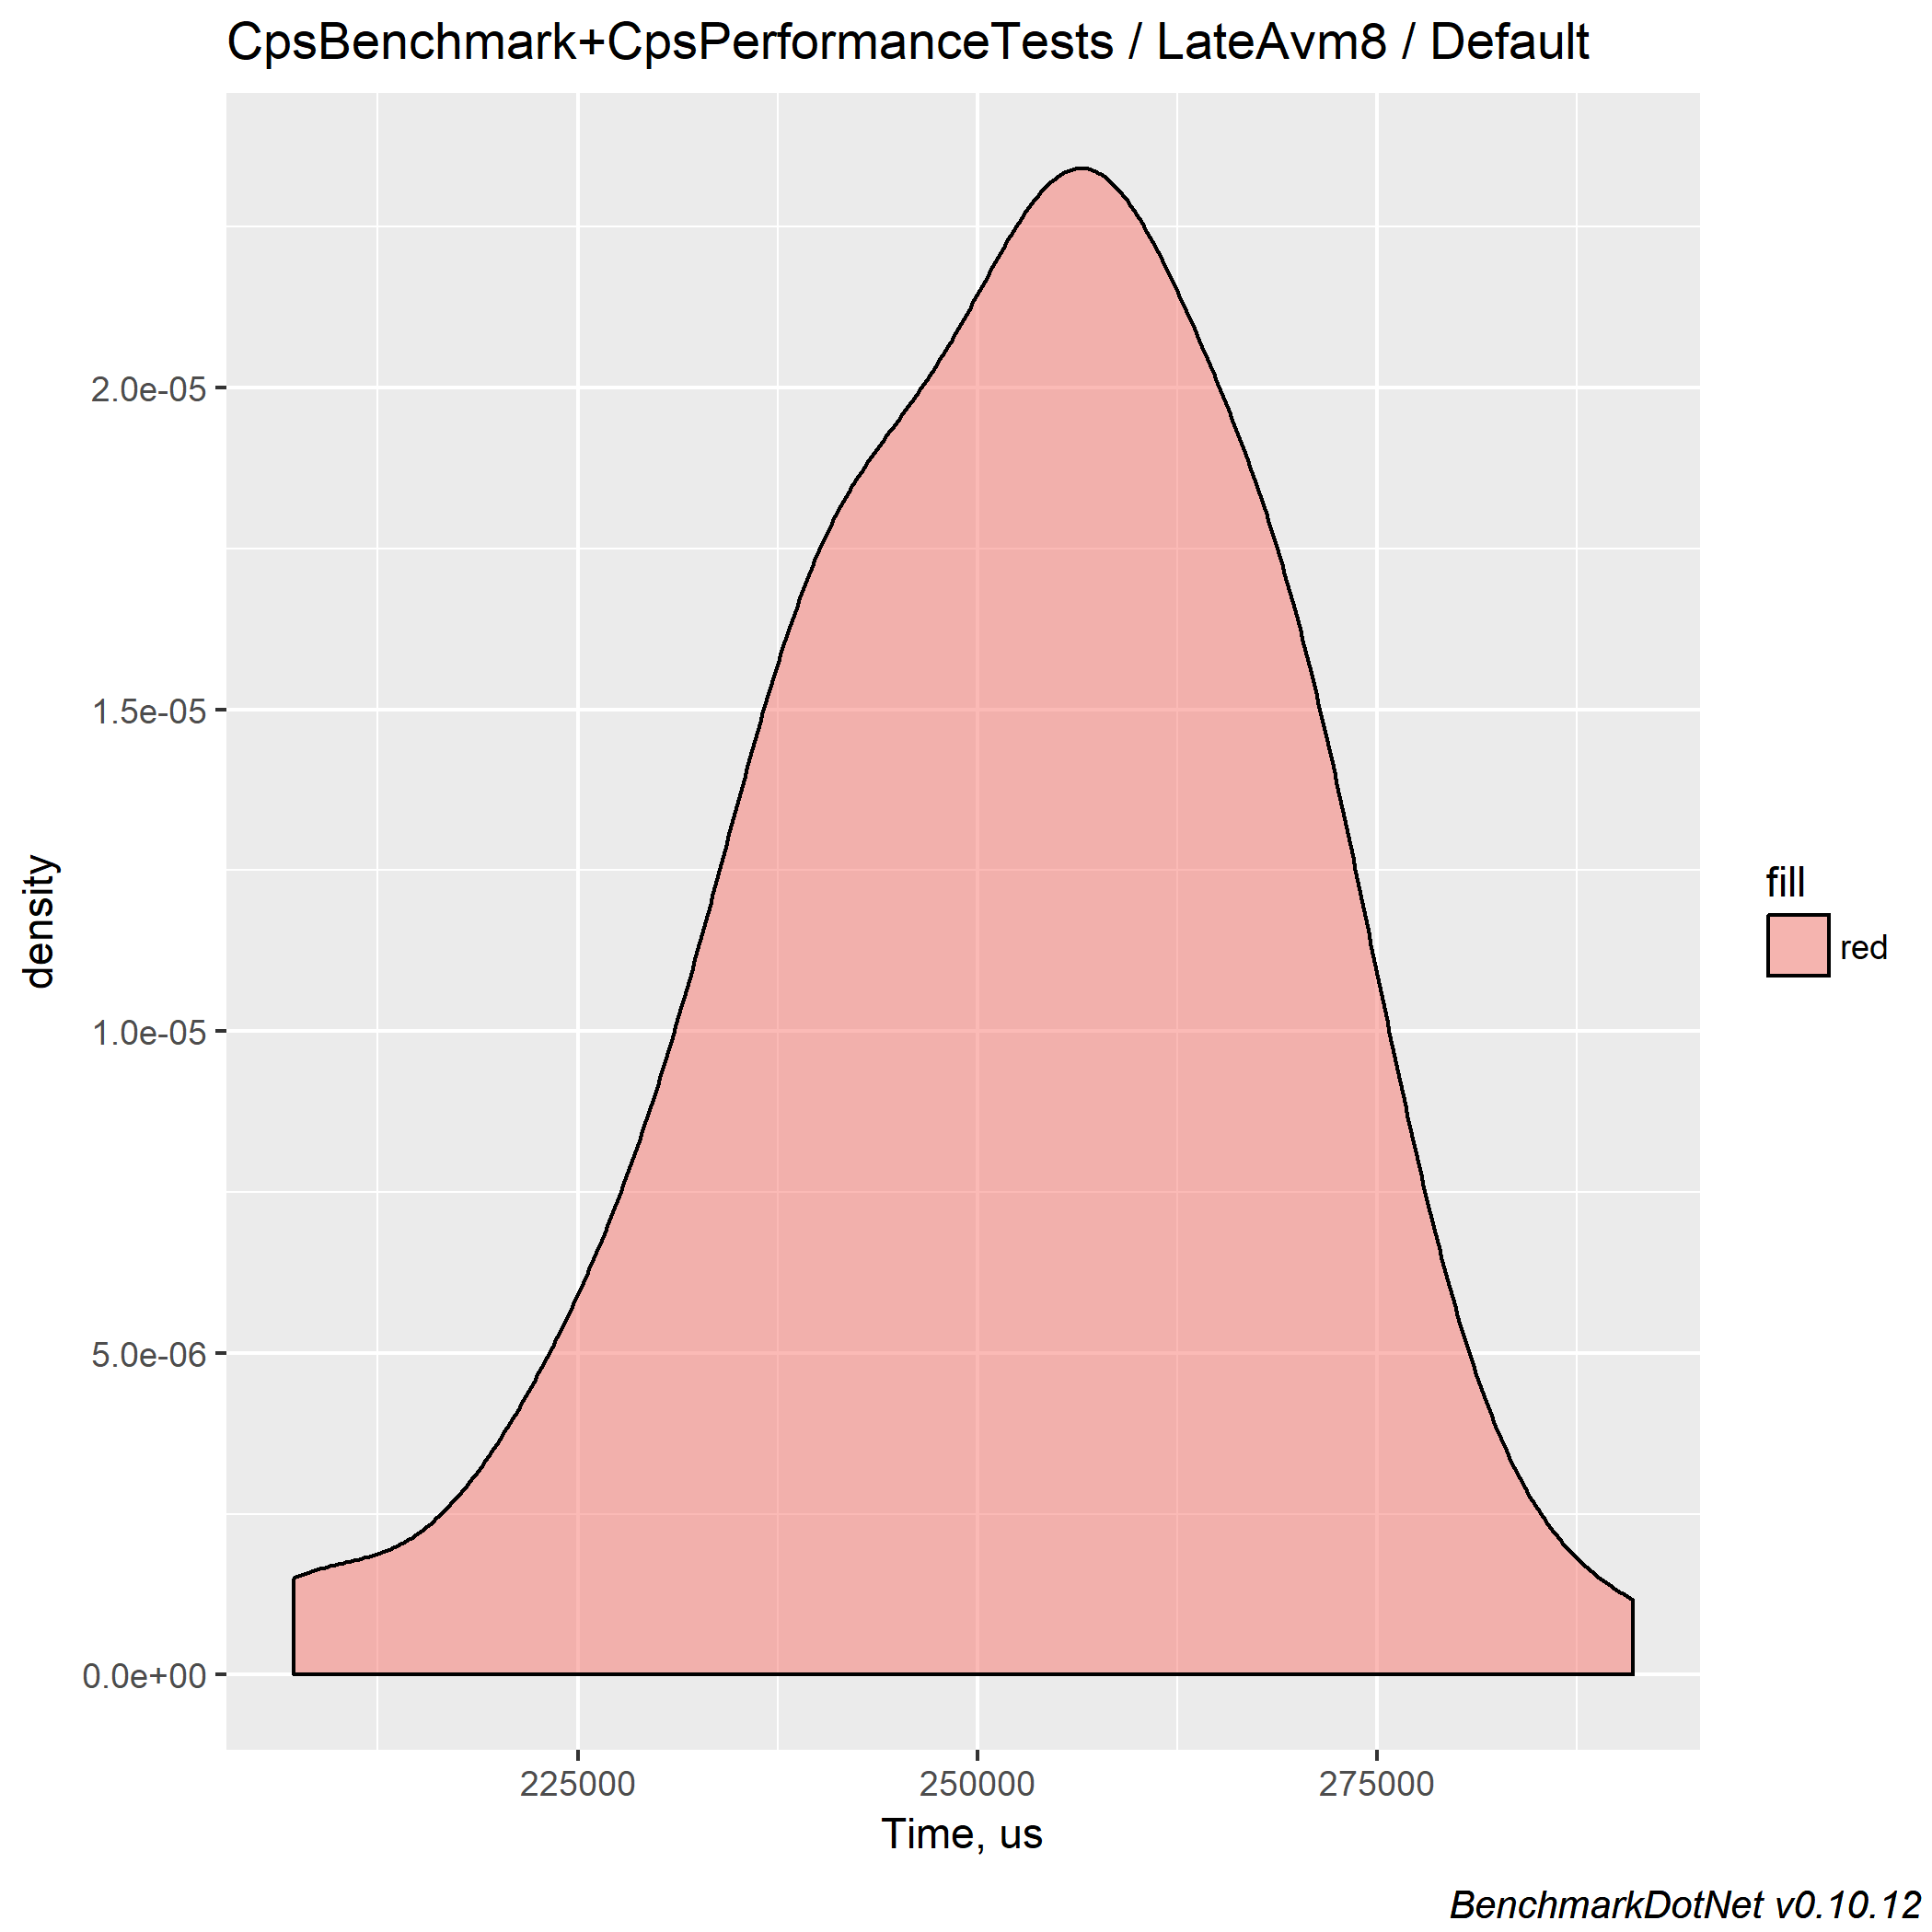 CpsBenchmark+CpsPerformanceTests / LateAvm8 / Default
density
2.0e-05
1.5e-05
1.0e-05
5.0e-06
0.0e+00
225000
250000
275000
Time, us
fill
red
BenchmarkDotNet v0.10.12